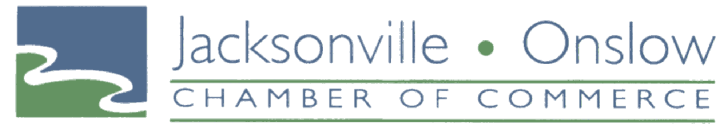 Jacksonville • Onslow
CHAMBER OF COMMERCE